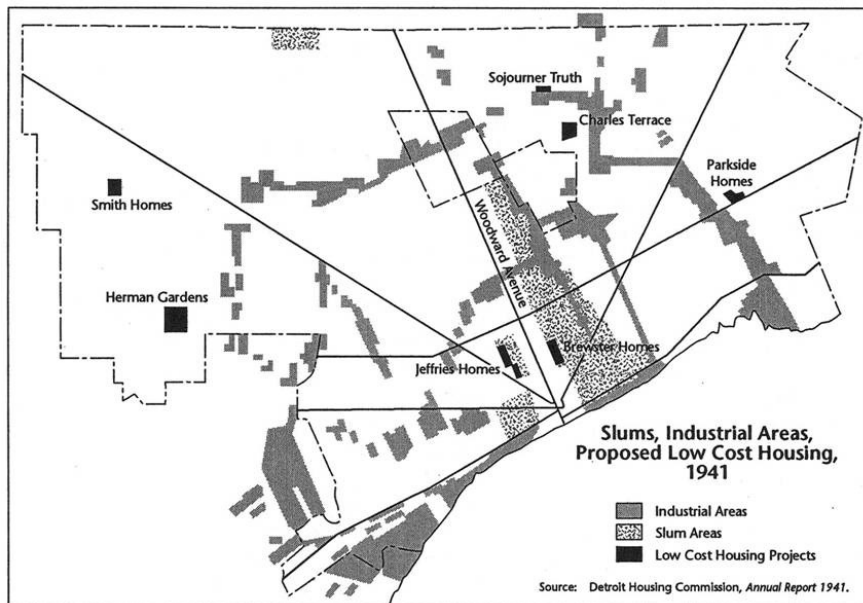 Sojourner Truth
Charles Terrace
Parkside
Homes
Smith Homes
Woodward Avenue
Herman Gardens
Jeffries Homes
Brewster Homes
Slums, Industrial Areas,
Proposed Low Cost Housing,
1941
Industrial Areas
Slum Areas
Low Cost Housing Projects
Source: Detroit Housing Commission, Annual Report 1941.